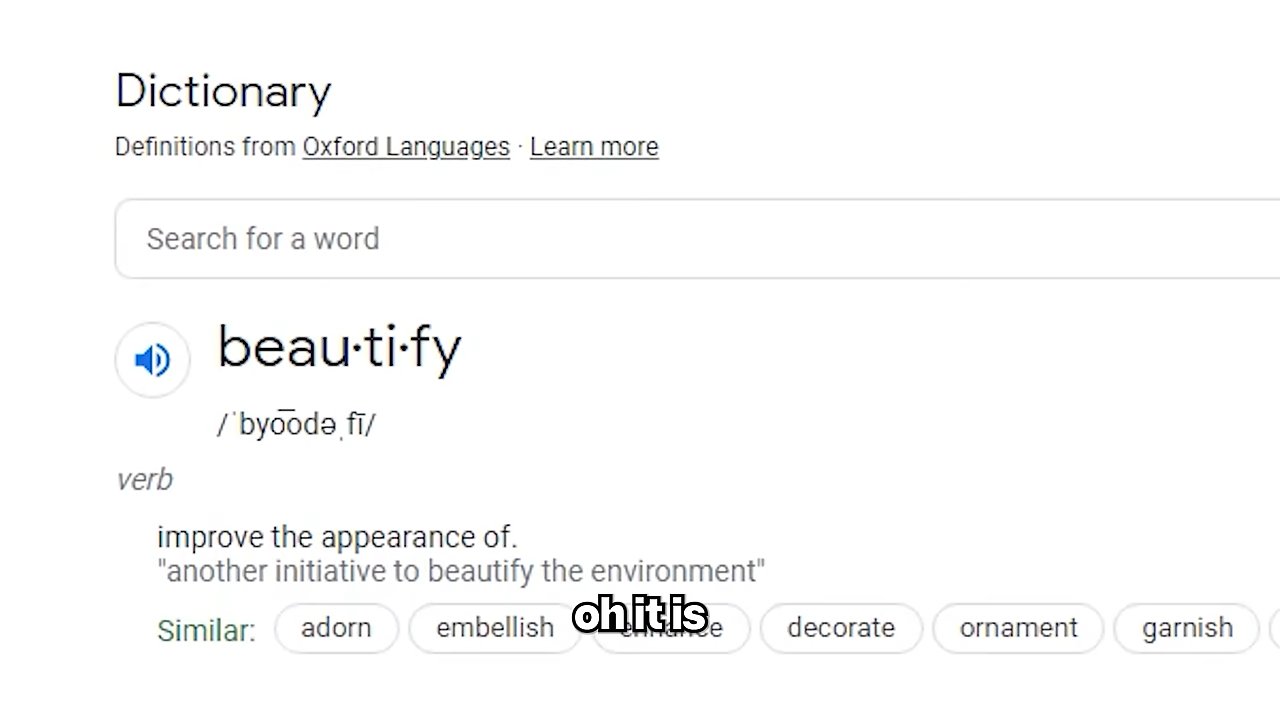 Dictionary
Definitions from Oxford Languages · Learn more
Search for a word
beau·ti·fy
/ˈbyo͞odəˌfī/
verb
improve the appearance of.
"another initiative to beautify the environment"
Similar: adorn embellish enhance decorate ornament garnish
oh it is